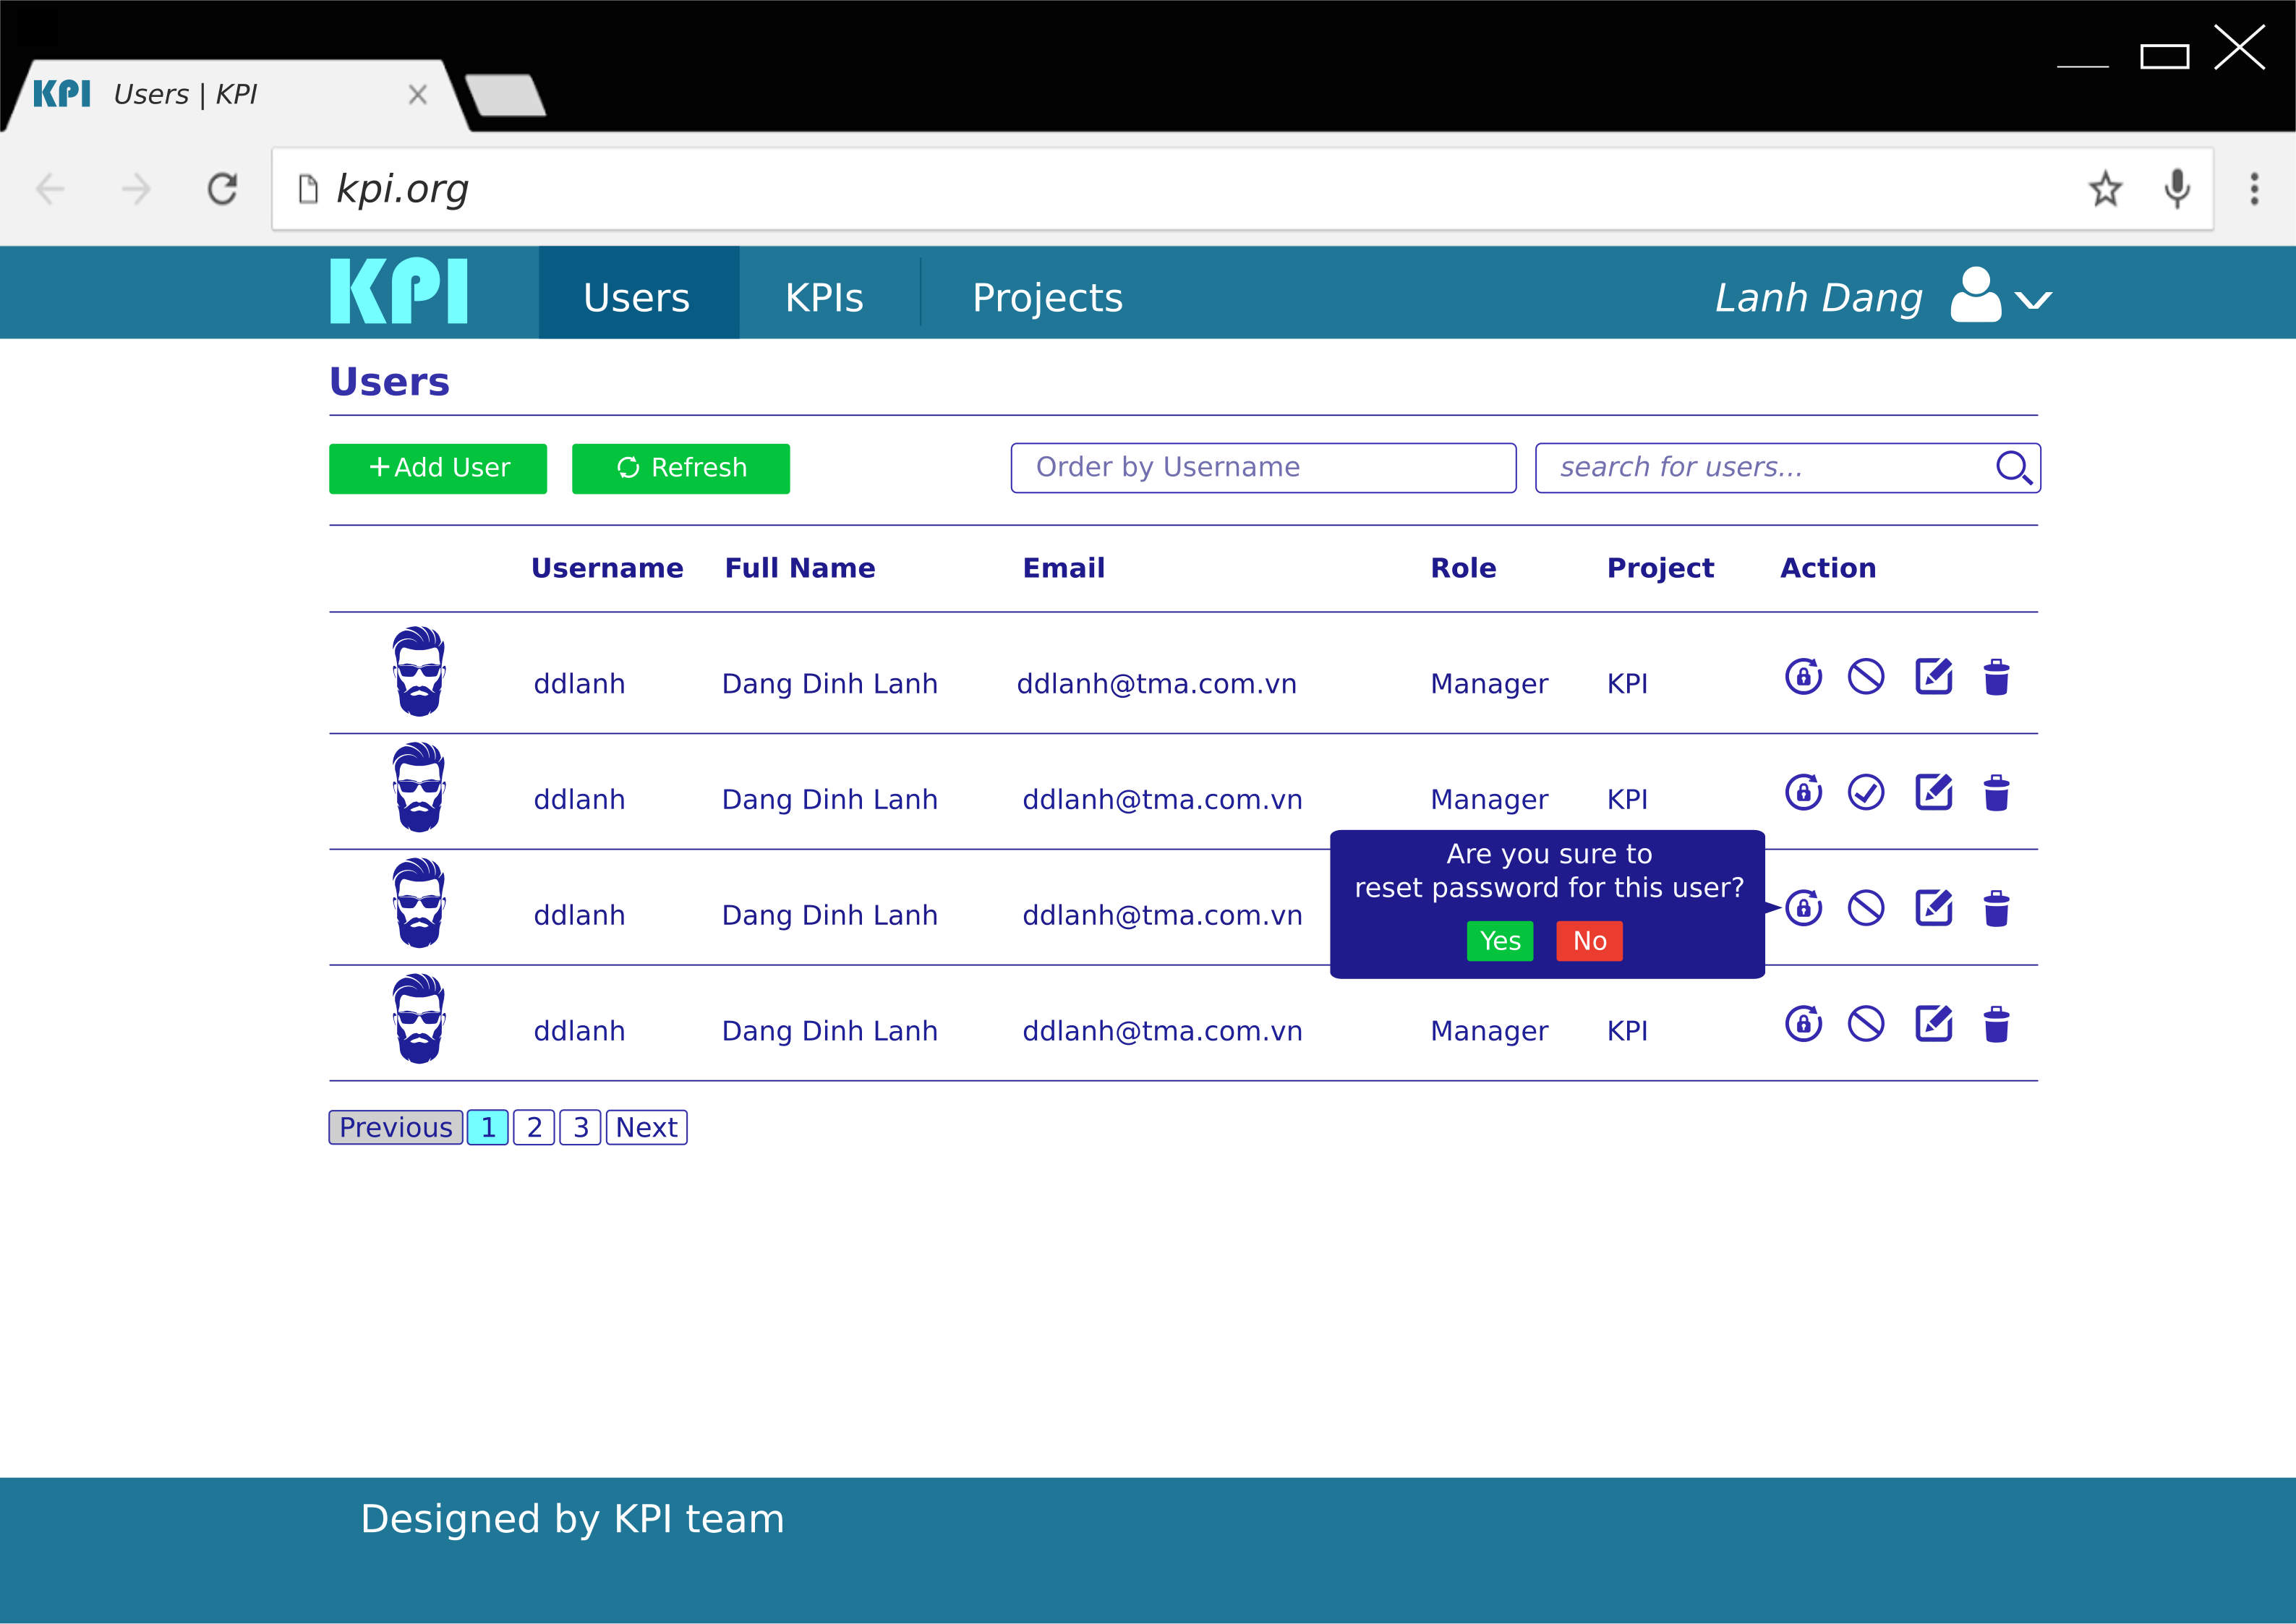 KPI Users | KPI
kpi.org
KPI Users KPIs Projects Lanh Dang
Users
+Add User Refresh Order by Username search for users...
Username Full Name Email Role Project Action
ddlanh Dang Dinh Lanh ddlanh@tma.com.vn Manager KPI
ddlanh Dang Dinh Lanh ddlanh@tma.com.vn Manager KPI
Are you sure to
reset password for this user?
ddlanh Dang Dinh Lanh ddlanh@tma.com.vn
Yes No
ddlanh Dang Dinh Lanh ddlanh@tma.com.vn Manager KPI
Previous 1 2 3 Next
Designed by KPI team